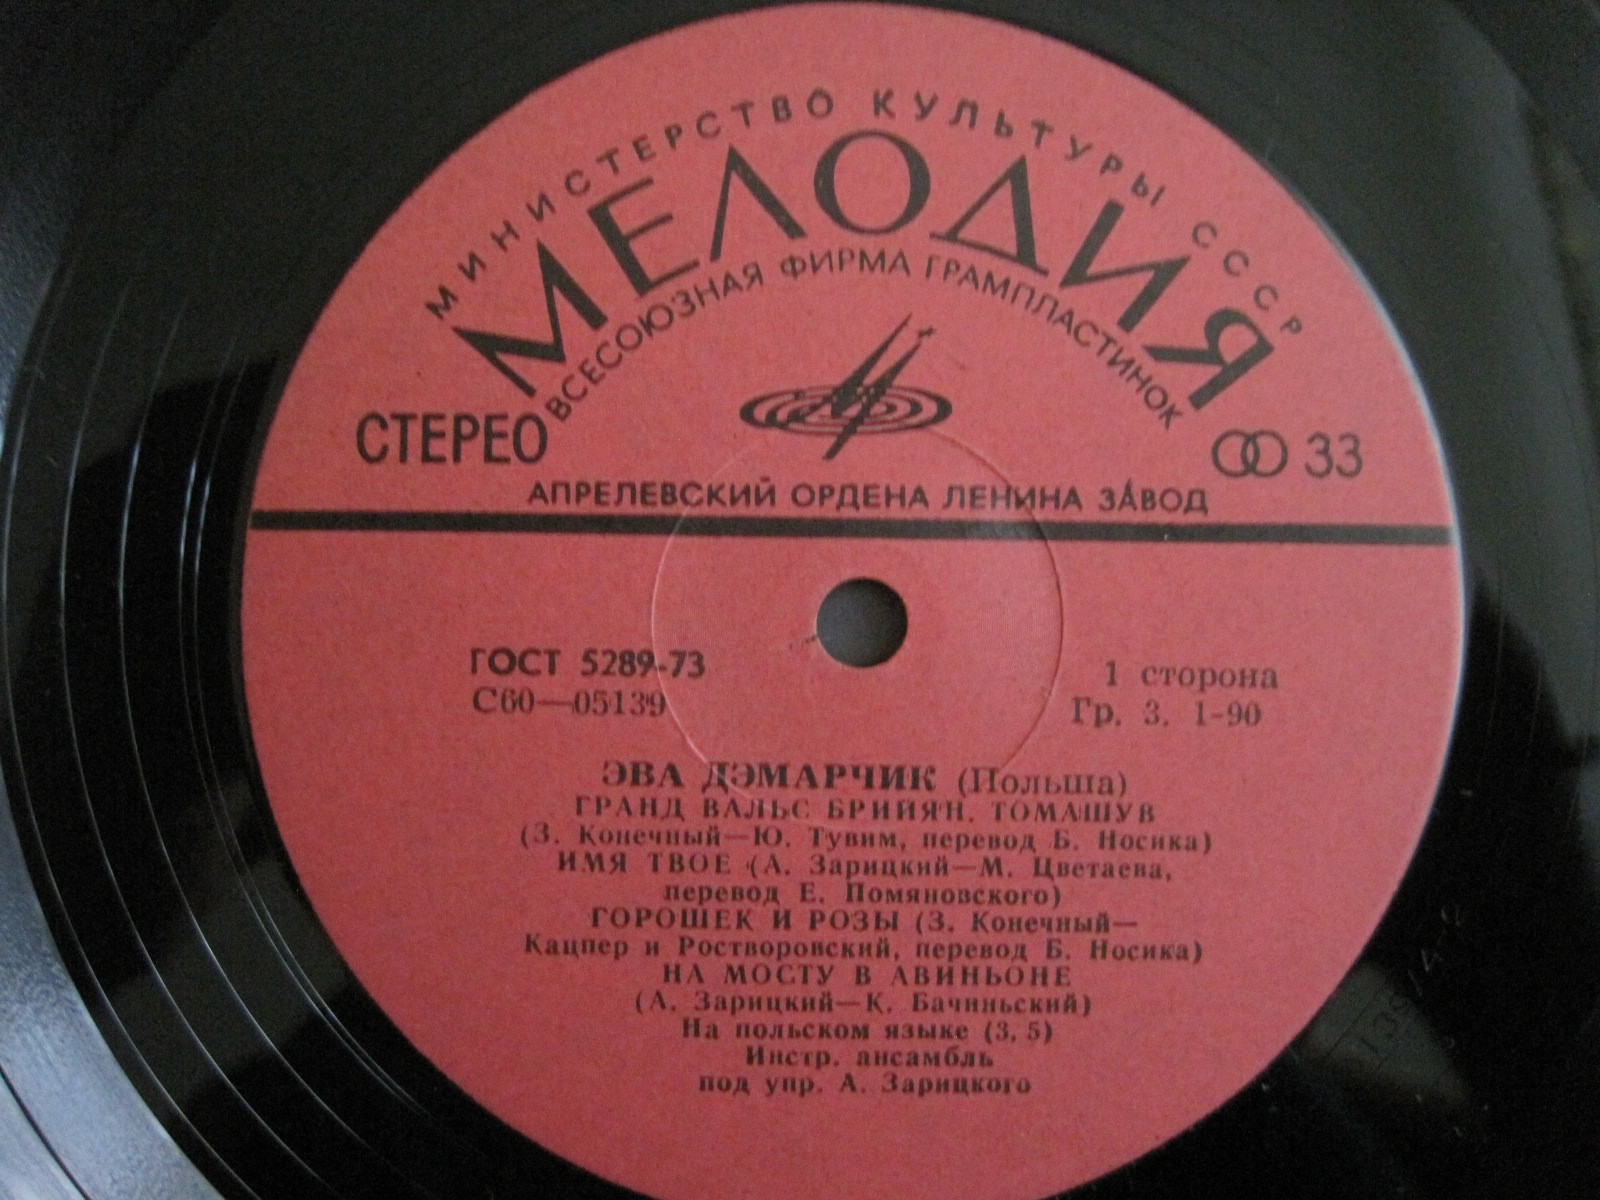 МИНИСТЕРСТВО КУЛЬТУРЫ СССР
МЕЛОДИЯ
ВСЕСОЮЗНАЯ ФИРМА ГРАМПЛАСТИНОК
СТЕРЕО
33
АПРЕЛЕВСКИЙ ОРДЕНА ЛЕНИНА ЗАВОД
ГОСТ 5289-73
С60—05139
1 сторона
Гр. 3. 1-90
ЭВА ДЭМАРЧИК (Польша)
ГРАНД ВАЛЬС БРИЙЯН. ТОМАШУВ
(З. Конечный—Ю. Тувим, перевод Б. Носика)
ИМЯ ТВОЕ (А. Зарицкий—М. Цветаева,
перевод Е. Помяновского)
ГОРОШЕК И РОЗЫ (З. Конечный—
Кацпер и Ростворовский, перевод Б. Носика)
НА МОСТУ В АВИНЬОНЕ
(А. Зарицкий—К. Бачиньский)
На польском языке (3, 5)
Инстр. ансамбль
под упр. А. Зарицкого